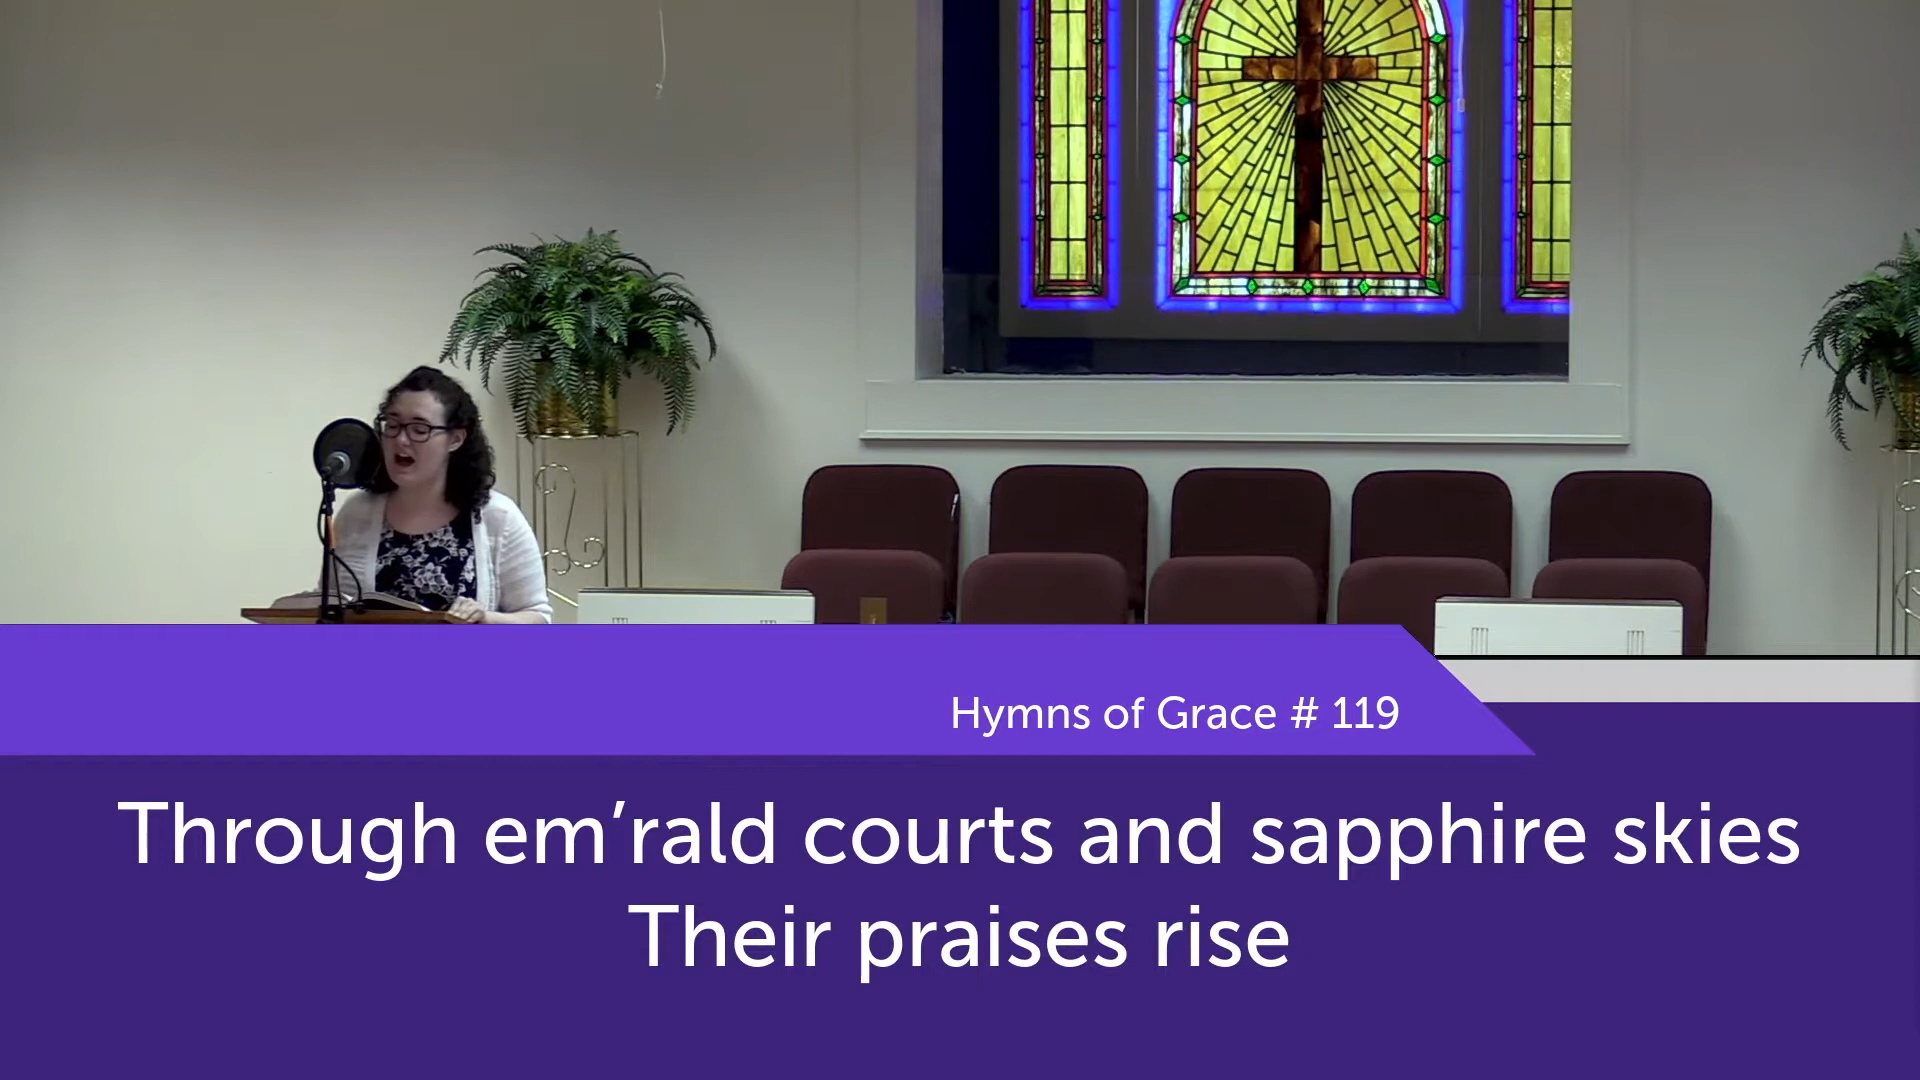 Hymns of Grace # 119
Through em’rald courts and sapphire skies
Their praises rise